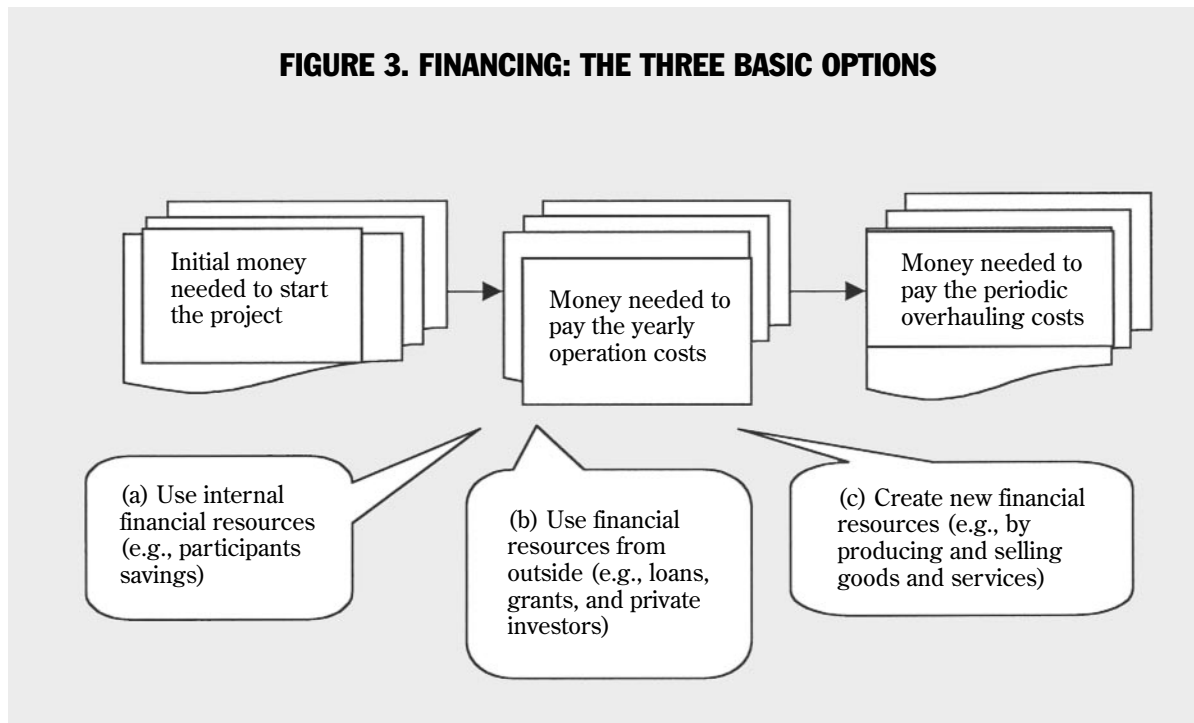 FIGURE 3. FINANCING: THE THREE BASIC OPTIONS
Initial money
needed to start
the project
Money needed to
pay the yearly
operation costs
Money needed to
pay the periodic
overhauling costs
(a) Use internal
financial resources
(e.g., participants
savings)
(b) Use financial
resources from
outside (e.g., loans,
grants, and private
investors)
(c) Create new financial
resources (e.g., by
producing and selling
goods and services)